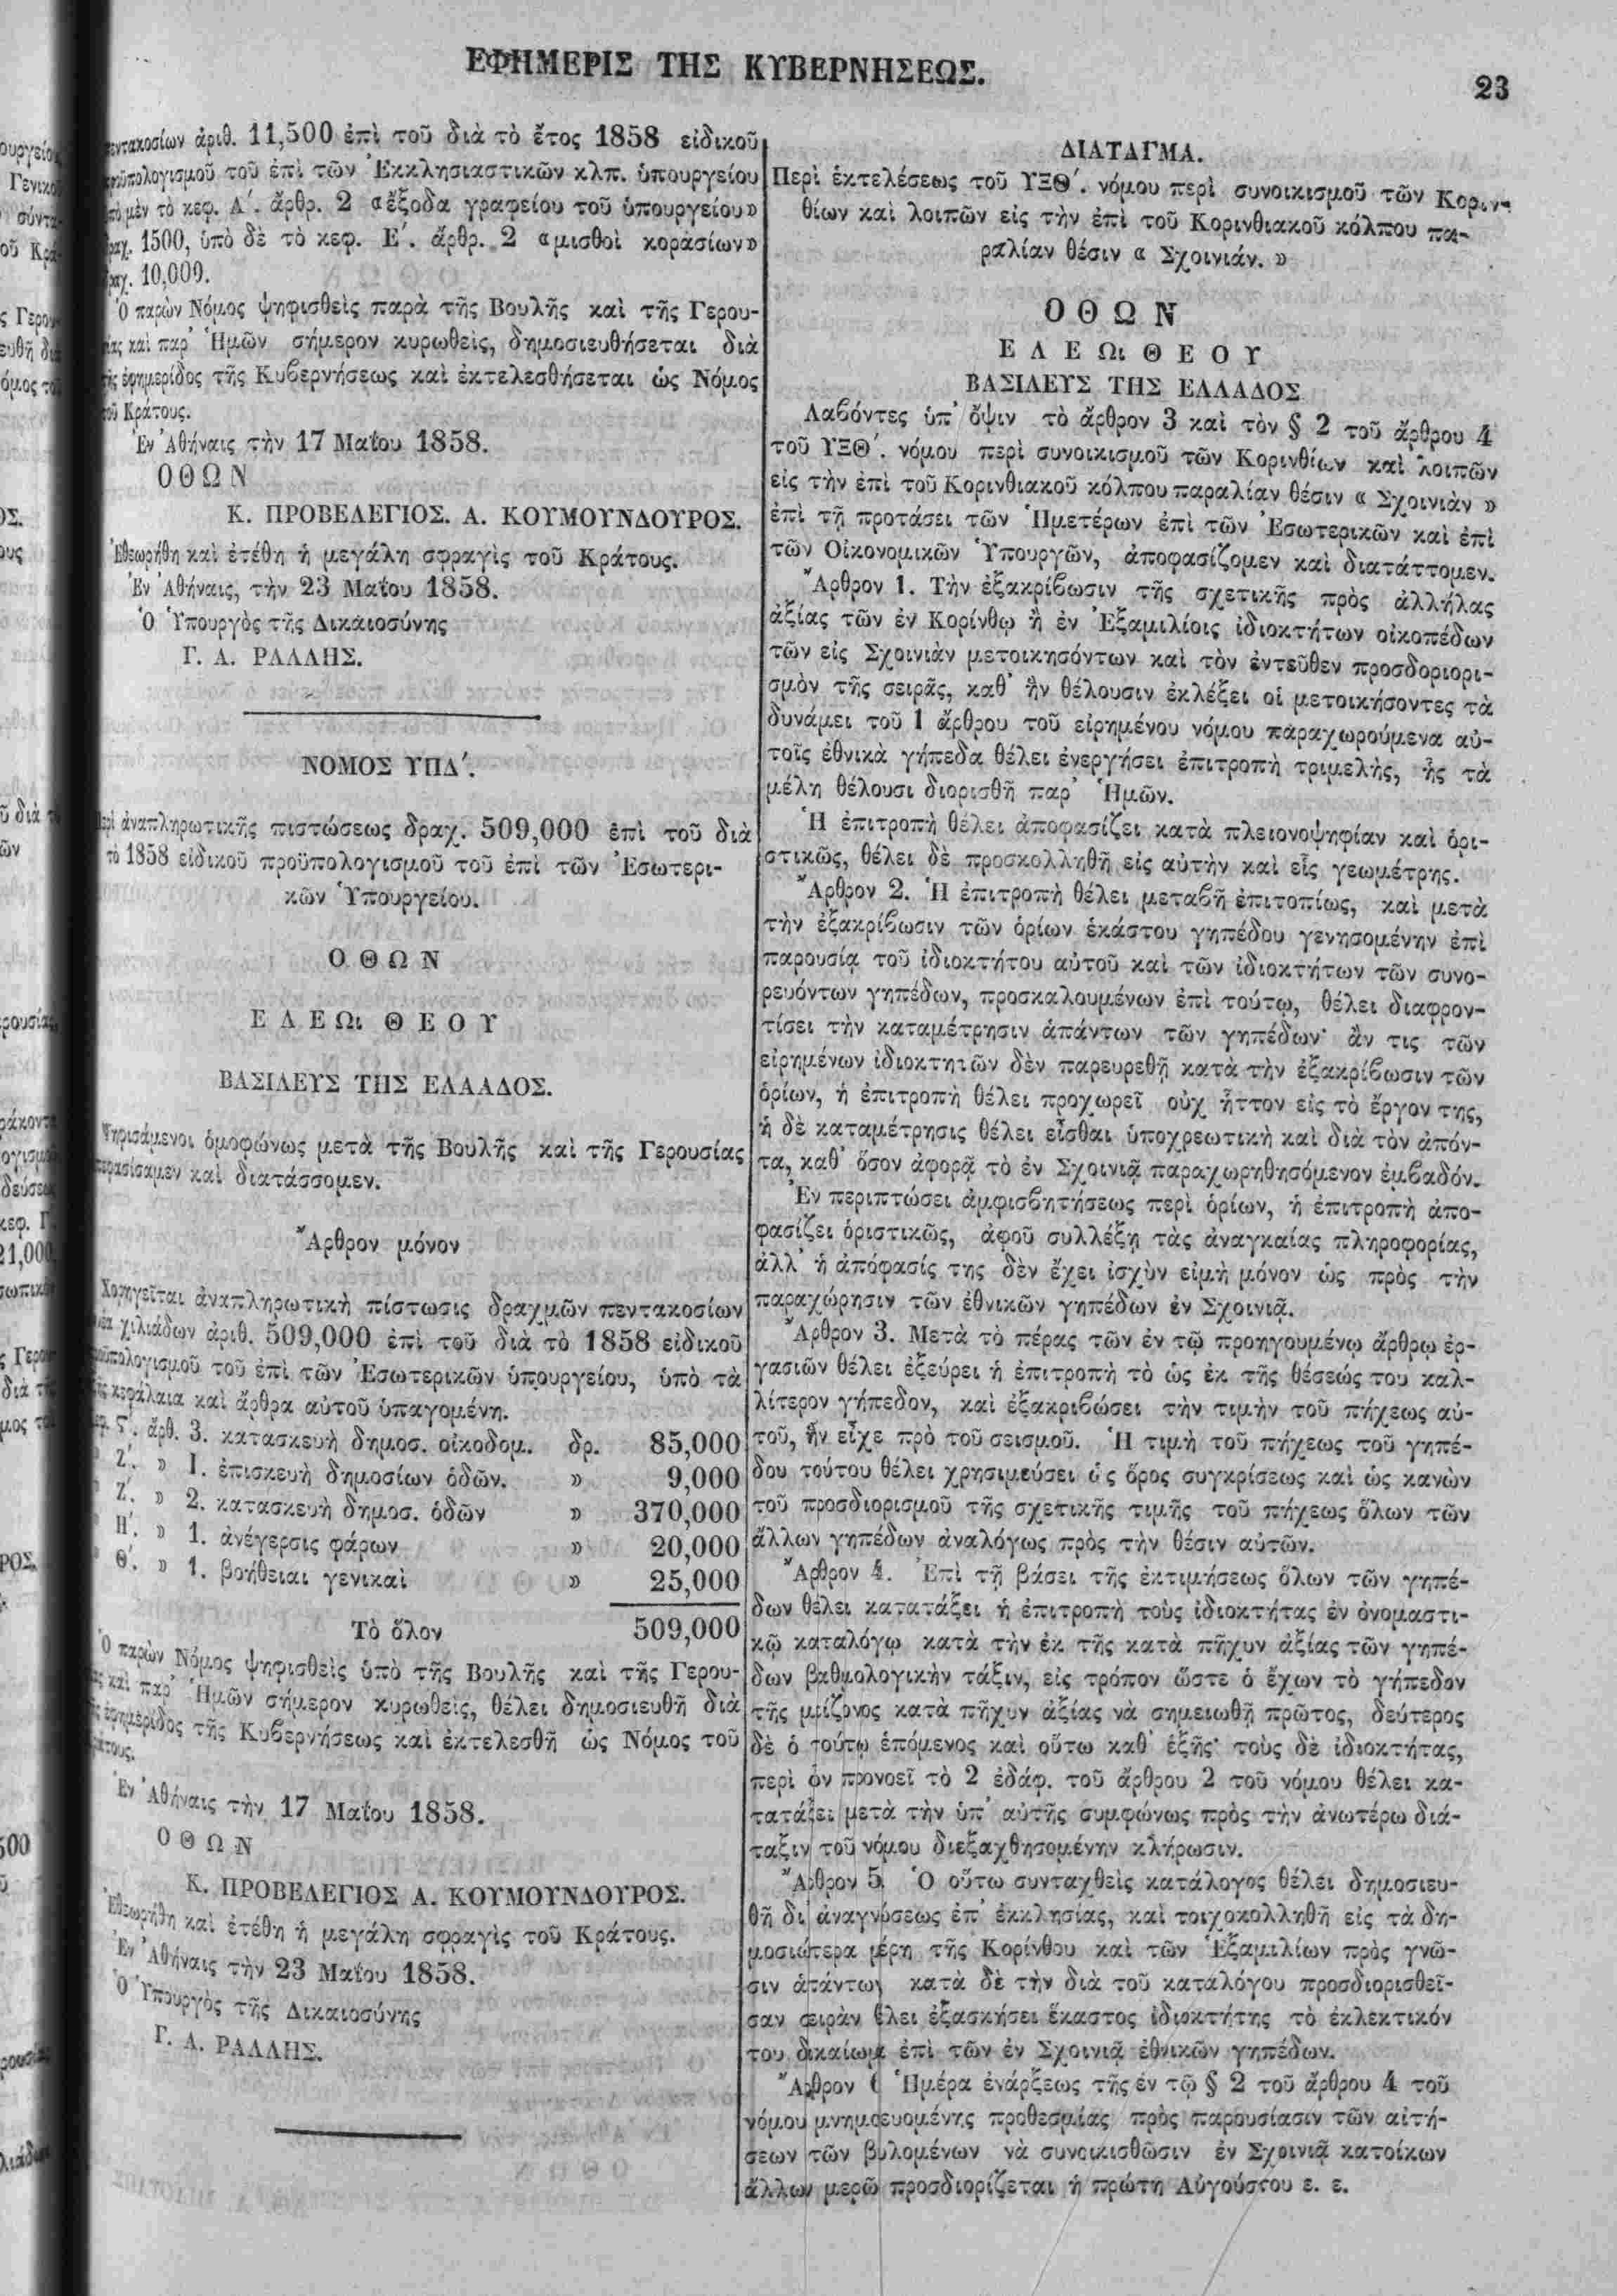 ΕΦΗΜΕΡΙΣ ΤΗΣ ΚΥΒΕΡΝΗΣΕΩΣ.
23
πεντακοσίων ἀριθ. 11,500 ἐπὶ τοῦ διὰ τὸ ἔτος 1858 εἰδικοῦ
προϋπολογισμοῦ τοῦ ἐπὶ τῶν Ἐκκλησιαστικῶν κλπ. ὑπουργείου
ὑπὸ μὲν τὸ κεφ. Α΄. ἄρθρ. 2 «ἔξοδα γραφείου τοῦ ὑπουργείου»
δραχ. 1500, ὑπὸ δὲ τὸ κεφ. Ε΄. ἄρθρ. 2 «μισθοὶ κορασίων»
δραχ. 10,000.
Ὁ παρὼν Νόμος ψηφισθεὶς παρὰ τῆς Βουλῆς καὶ τῆς Γερου-
σίας καὶ παρ' Ἡμῶν σήμερον κυρωθεὶς, δημοσιευθήσεται διὰ
τῆς ἐφημερίδος τῆς Κυβερνήσεως καὶ ἐκτελεσθήσεται ὡς Νόμος
τοῦ Κράτους.
Ἐν Ἀθήναις τὴν 17 Μαΐου 1858.
ΟΘΩΝ
Κ. ΠΡΟΒΕΛΕΓΙΟΣ. Α. ΚΟΥΜΟΥΝΔΟΥΡΟΣ.
Ἐθεωρήθη καὶ ἐτέθη ἡ μεγάλη σφραγὶς τοῦ Κράτους.
Ἐν Ἀθήναις, τὴν 23 Μαΐου 1858.
Ὁ Ὑπουργὸς τῆς Δικαιοσύνης
Γ. Α. ΡΑΛΛΗΣ.
ΝΟΜΟΣ ΥΠΔ΄.
Περὶ ἀναπληρωτικῆς πιστώσεως δραχ. 509,000 ἐπὶ τοῦ διὰ
τὸ 1858 εἰδικοῦ προϋπολογισμοῦ τοῦ ἐπὶ τῶν Ἐσωτερι-
κῶν Ὑπουργείου.
ΟΘΩΝ
ΕΛΕΩι ΘΕΟΥ
ΒΑΣΙΛΕΥΣ ΤΗΣ ΕΛΛΑΔΟΣ.
Ψηφισάμενοι ὁμοφώνως μετὰ τῆς Βουλῆς καὶ τῆς Γερουσίας
ἀπεφασίσαμεν καὶ διατάσσομεν.
Ἄρθρον μόνον
Χορηγεῖται ἀναπληρωτικὴ πίστωσις δραχμῶν πεντακοσίων
ἐννέα χιλιάδων ἀριθ. 509,000 ἐπὶ τοῦ διὰ τὸ 1858 εἰδικοῦ
προϋπολογισμοῦ τοῦ ἐπὶ τῶν Ἐσωτερικῶν ὑπουργείου, ὑπὸ τὰ
ἑξῆς κεφάλαια καὶ ἄρθρα αὐτοῦ ὑπαγομένη.
κεφ. ϛ΄. ἄρθ. 3. κατασκευὴ δημοσ. οἰκοδομ. δρ. 85,000
" Ζ΄. » 1. ἐπισκευὴ δημοσίων ὁδῶν. » 9,000
" Ζ΄. » 2. κατασκευὴ δημοσ. ὁδῶν » 370,000
" Η΄. » 1. ἀνέγερσις φάρων » 20,000
" Θ΄. » 1. βοήθειαι γενικαὶ » 25,000
Τὸ ὅλον 509,000
Ὁ παρὼν Νόμος ψηφισθεὶς ὑπὸ τῆς Βουλῆς καὶ τῆς Γερου-
σίας καὶ παρ' Ἡμῶν σήμερον κυρωθεὶς, θέλει δημοσιευθῆ διὰ
τῆς ἐφημερίδος τῆς Κυβερνήσεως καὶ ἐκτελεσθῆ ὡς Νόμος τοῦ
Κράτους.
Ἐν Ἀθήναις τὴν 17 Μαΐου 1858.
ΟΘΩΝ
Κ. ΠΡΟΒΕΛΕΓΙΟΣ Α. ΚΟΥΜΟΥΝΔΟΥΡΟΣ.
Ἐθεωρήθη καὶ ἐτέθη ἡ μεγάλη σφραγὶς τοῦ Κράτους.
Ἐν Ἀθήναις τὴν 23 Μαΐου 1858.
Ὁ Ὑπουργὸς τῆς Δικαιοσύνης
Γ. Α. ΡΑΛΛΗΣ.
ΔΙΑΤΑΓΜΑ.
Περὶ ἐκτελέσεως τοῦ ΥΞΘ΄. νόμου περὶ συνοικισμοῦ τῶν Κοριν-
θίων καὶ λοιπῶν εἰς τὴν ἐπὶ τοῦ Κορινθιακοῦ κόλπου πα-
ραλίαν θέσιν « Σχοινιάν. »
ΟΘΩΝ
ΕΛΕΩι ΘΕΟΥ
ΒΑΣΙΛΕΥΣ ΤΗΣ ΕΛΛΑΔΟΣ
Λαβόντες ὑπ' ὄψιν τὸ ἄρθρον 3 καὶ τὸν § 2 τοῦ ἄρθρου 4
τοῦ ΥΞΘ΄. νόμου περὶ συνοικισμοῦ τῶν Κορινθίων καὶ λοιπῶν
εἰς τὴν ἐπὶ τοῦ Κορινθιακοῦ κόλπου παραλίαν θέσιν « Σχοινιὰν »
ἐπὶ τῇ προτάσει τῶν Ἡμετέρων ἐπὶ τῶν Ἐσωτερικῶν καὶ ἐπὶ
τῶν Οἰκονομικῶν Ὑπουργῶν, ἀποφασίζομεν καὶ διατάττομεν.
Ἄρθρον 1. Τὴν ἐξακρίβωσιν τῆς σχετικῆς πρὸς ἀλλήλας
ἀξίας τῶν ἐν Κορίνθῳ ἢ ἐν Ἐξαμιλίοις ἰδιοκτήτων οἰκοπέδων
τῶν εἰς Σχοινιὰν μετοικησόντων καὶ τὸν ἐντεῦθεν προσδοριορι-
σμὸν τῆς σειρᾶς, καθ' ἣν θέλουσιν ἐκλέξει οἱ μετοικήσοντες τὰ
δυνάμει τοῦ 1 ἄρθρου τοῦ εἰρημένου νόμου παραχωρούμενα αὐ-
τοῖς ἐθνικὰ γήπεδα θέλει ἐνεργήσει ἐπιτροπὴ τριμελὴς, ἧς τὰ
μέλη θέλουσι διορισθῆ παρ' Ἡμῶν.
Ἡ ἐπιτροπὴ θέλει ἀποφασίζει κατὰ πλειονοψηφίαν καὶ ὁρι-
στικῶς, θέλει δὲ προσκολληθῆ εἰς αὐτὴν καὶ εἷς γεωμέτρης.
Ἄρθρον 2. Ἡ ἐπιτροπὴ θέλει μεταβῆ ἐπιτοπίως, καὶ μετὰ
τὴν ἐξακρίβωσιν τῶν ὁρίων ἑκάστου γηπέδου γενησομένην ἐπὶ
παρουσίᾳ τοῦ ἰδιοκτήτου αὐτοῦ καὶ τῶν ἰδιοκτήτων τῶν συνο-
ρευόντων γηπέδων, προσκαλουμένων ἐπὶ τούτῳ, θέλει διαφρον-
τίσει τὴν καταμέτρησιν ἁπάντων τῶν γηπέδων· ἄν τις τῶν
εἰρημένων ἰδιοκτητῶν δὲν παρευρεθῇ κατὰ τὴν ἐξακρίβωσιν τῶν
ὁρίων, ἡ ἐπιτροπὴ θέλει προχωρεῖ οὐχ ἧττον εἰς τὸ ἔργον της,
ἡ δὲ καταμέτρησις θέλει εἶσθαι ὑποχρεωτικὴ καὶ διὰ τὸν ἀπόν-
τα, καθ' ὅσον ἀφορᾷ τὸ ἐν Σχοινιᾷ παραχωρηθησόμενον ἐμβαδόν.
Ἐν περιπτώσει ἀμφισβητήσεως περὶ ὁρίων, ἡ ἐπιτροπὴ ἀπο-
φασίζει ὁριστικῶς, ἀφοῦ συλλέξῃ τὰς ἀναγκαίας πληροφορίας,
ἀλλ' ἡ ἀπόφασίς της δὲν ἔχει ἰσχὺν εἰμὴ μόνον ὡς πρὸς τὴν
παραχώρησιν τῶν ἐθνικῶν γηπέδων ἐν Σχοινιᾷ.
Ἄρθρον 3. Μετὰ τὸ πέρας τῶν ἐν τῷ προηγουμένῳ ἄρθρῳ ἐρ-
γασιῶν θέλει ἐξεύρει ἡ ἐπιτροπὴ τὸ ὡς ἐκ τῆς θέσεώς του καλ-
λίτερον γήπεδον, καὶ ἐξακριβώσει τὴν τιμὴν τοῦ πήχεως αὐ-
τοῦ, ἣν εἶχε πρὸ τοῦ σεισμοῦ. Ἡ τιμὴ τοῦ πήχεως τοῦ γηπέ-
δου τούτου θέλει χρησιμεύσει ὡς ὅρος συγκρίσεως καὶ ὡς κανὼν
τοῦ προσδιορισμοῦ τῆς σχετικῆς τιμῆς τοῦ πήχεως ὅλων τῶν
ἄλλων γηπέδων ἀναλόγως πρὸς τὴν θέσιν αὐτῶν.
Ἄρθρον 4. Ἐπὶ τῇ βάσει τῆς ἐκτιμήσεως ὅλων τῶν γηπέ-
δων θέλει κατατάξει ἡ ἐπιτροπὴ τοὺς ἰδιοκτήτας ἐν ὀνομαστι-
κῷ καταλόγῳ κατὰ τὴν ἐκ τῆς κατὰ πῆχυν ἀξίας τῶν γηπέ-
δων βαθμολογικὴν τάξιν, εἰς τρόπον ὥστε ὁ ἔχων τὸ γήπεδον
τῆς μείζονος κατὰ πῆχυν ἀξίας νὰ σημειωθῇ πρῶτος, δεύτερος
δὲ ὁ τούτῳ ἑπόμενος καὶ οὕτω καθ' ἑξῆς· τοὺς δὲ ἰδιοκτήτας,
περὶ ὧν προνοεῖ τὸ 2 ἐδάφ. τοῦ ἄρθρου 2 τοῦ νόμου θέλει κα-
τατάξει μετὰ τὴν ὑπ' αὐτῆς συμφώνως πρὸς τὴν ἀνωτέρω διά-
ταξιν τοῦ νόμου διεξαχθησομένην κλήρωσιν.
Ἄρθρον 5. Ὁ οὕτω συνταχθεὶς κατάλογος θέλει δημοσιευ-
θῆ δι ἀναγνώσεως ἐπ' ἐκκλησίας, καὶ τοιχοκολληθῆ εἰς τὰ δη-
μοσιώτερα μέρη τῆς Κορίνθου καὶ τῶν Ἑξαμιλίων πρὸς γνῶ-
σιν ἁπάντων κατὰ δὲ τὴν διὰ τοῦ καταλόγου προσδιορισθεῖ-
σαν σειρὰν θέλει ἐξασκήσει ἕκαστος ἰδιοκτήτης τὸ ἐκλεκτικόν
του δικαίωμα ἐπὶ τῶν ἐν Σχοινιᾷ ἐθνικῶν γηπέδων.
Ἄρθρον 6 Ἡμέρα ἐνάρξεως τῆς ἐν τῷ § 2 τοῦ ἄρθρου 4 τοῦ
νόμου μνημονευομένης προθεσμίας πρὸς παρουσίασιν τῶν αἰτή-
σεων τῶν βουλομένων νὰ συνοικισθῶσιν ἐν Σχοινιᾷ κατοίκων
ἄλλων μερῶν προσδιορίζεται ἡ πρώτη Αὐγούστου ε. ε.